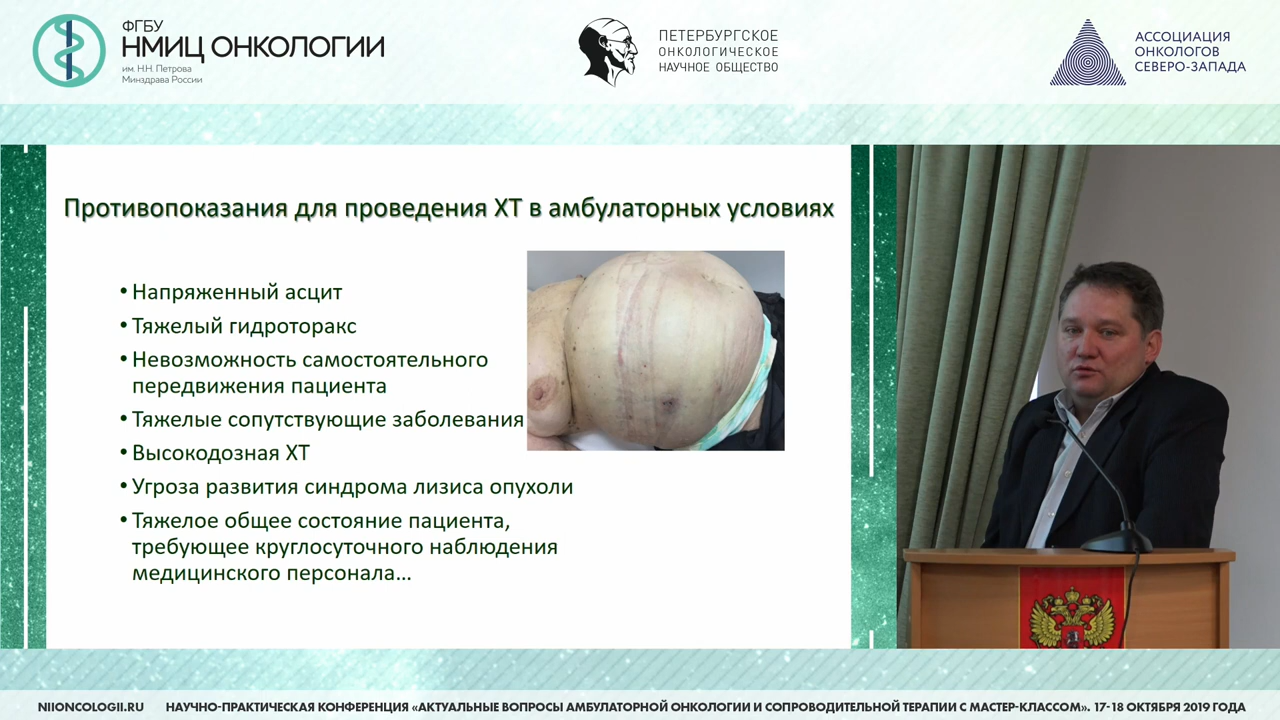 ФГБУ
НМИЦ ОНКОЛОГИИ
им. Н.Н. Петрова
Минздрава России
ПЕТЕРБУРГСКОЕ
ОНКОЛОГИЧЕСКОЕ
НАУЧНОЕ ОБЩЕСТВО
АССОЦИАЦИЯ
ОНКОЛОГОВ
СЕВЕРО-ЗАПАДА
Противопоказания для проведения ХТ в амбулаторных условиях
• Напряженный асцит
• Тяжелый гидроторакс
• Невозможность самостоятельного
передвижения пациента
• Тяжелые сопутствующие заболевания
• Высокодозная ХТ
• Угроза развития синдрома лизиса опухоли
• Тяжелое общее состояние пациента,
требующее круглосуточного наблюдения
медицинского персонала...
NIIONCOLOGII.RU НАУЧНО-ПРАКТИЧЕСКАЯ КОНФЕРЕНЦИЯ «АКТУАЛЬНЫЕ ВОПРОСЫ АМБУЛАТОРНОЙ ОНКОЛОГИИ И СОПРОВОДИТЕЛЬНОЙ ТЕРАПИИ С МАСТЕР-КЛАССОМ». 17-18 ОКТЯБРЯ 2019 ГОДА